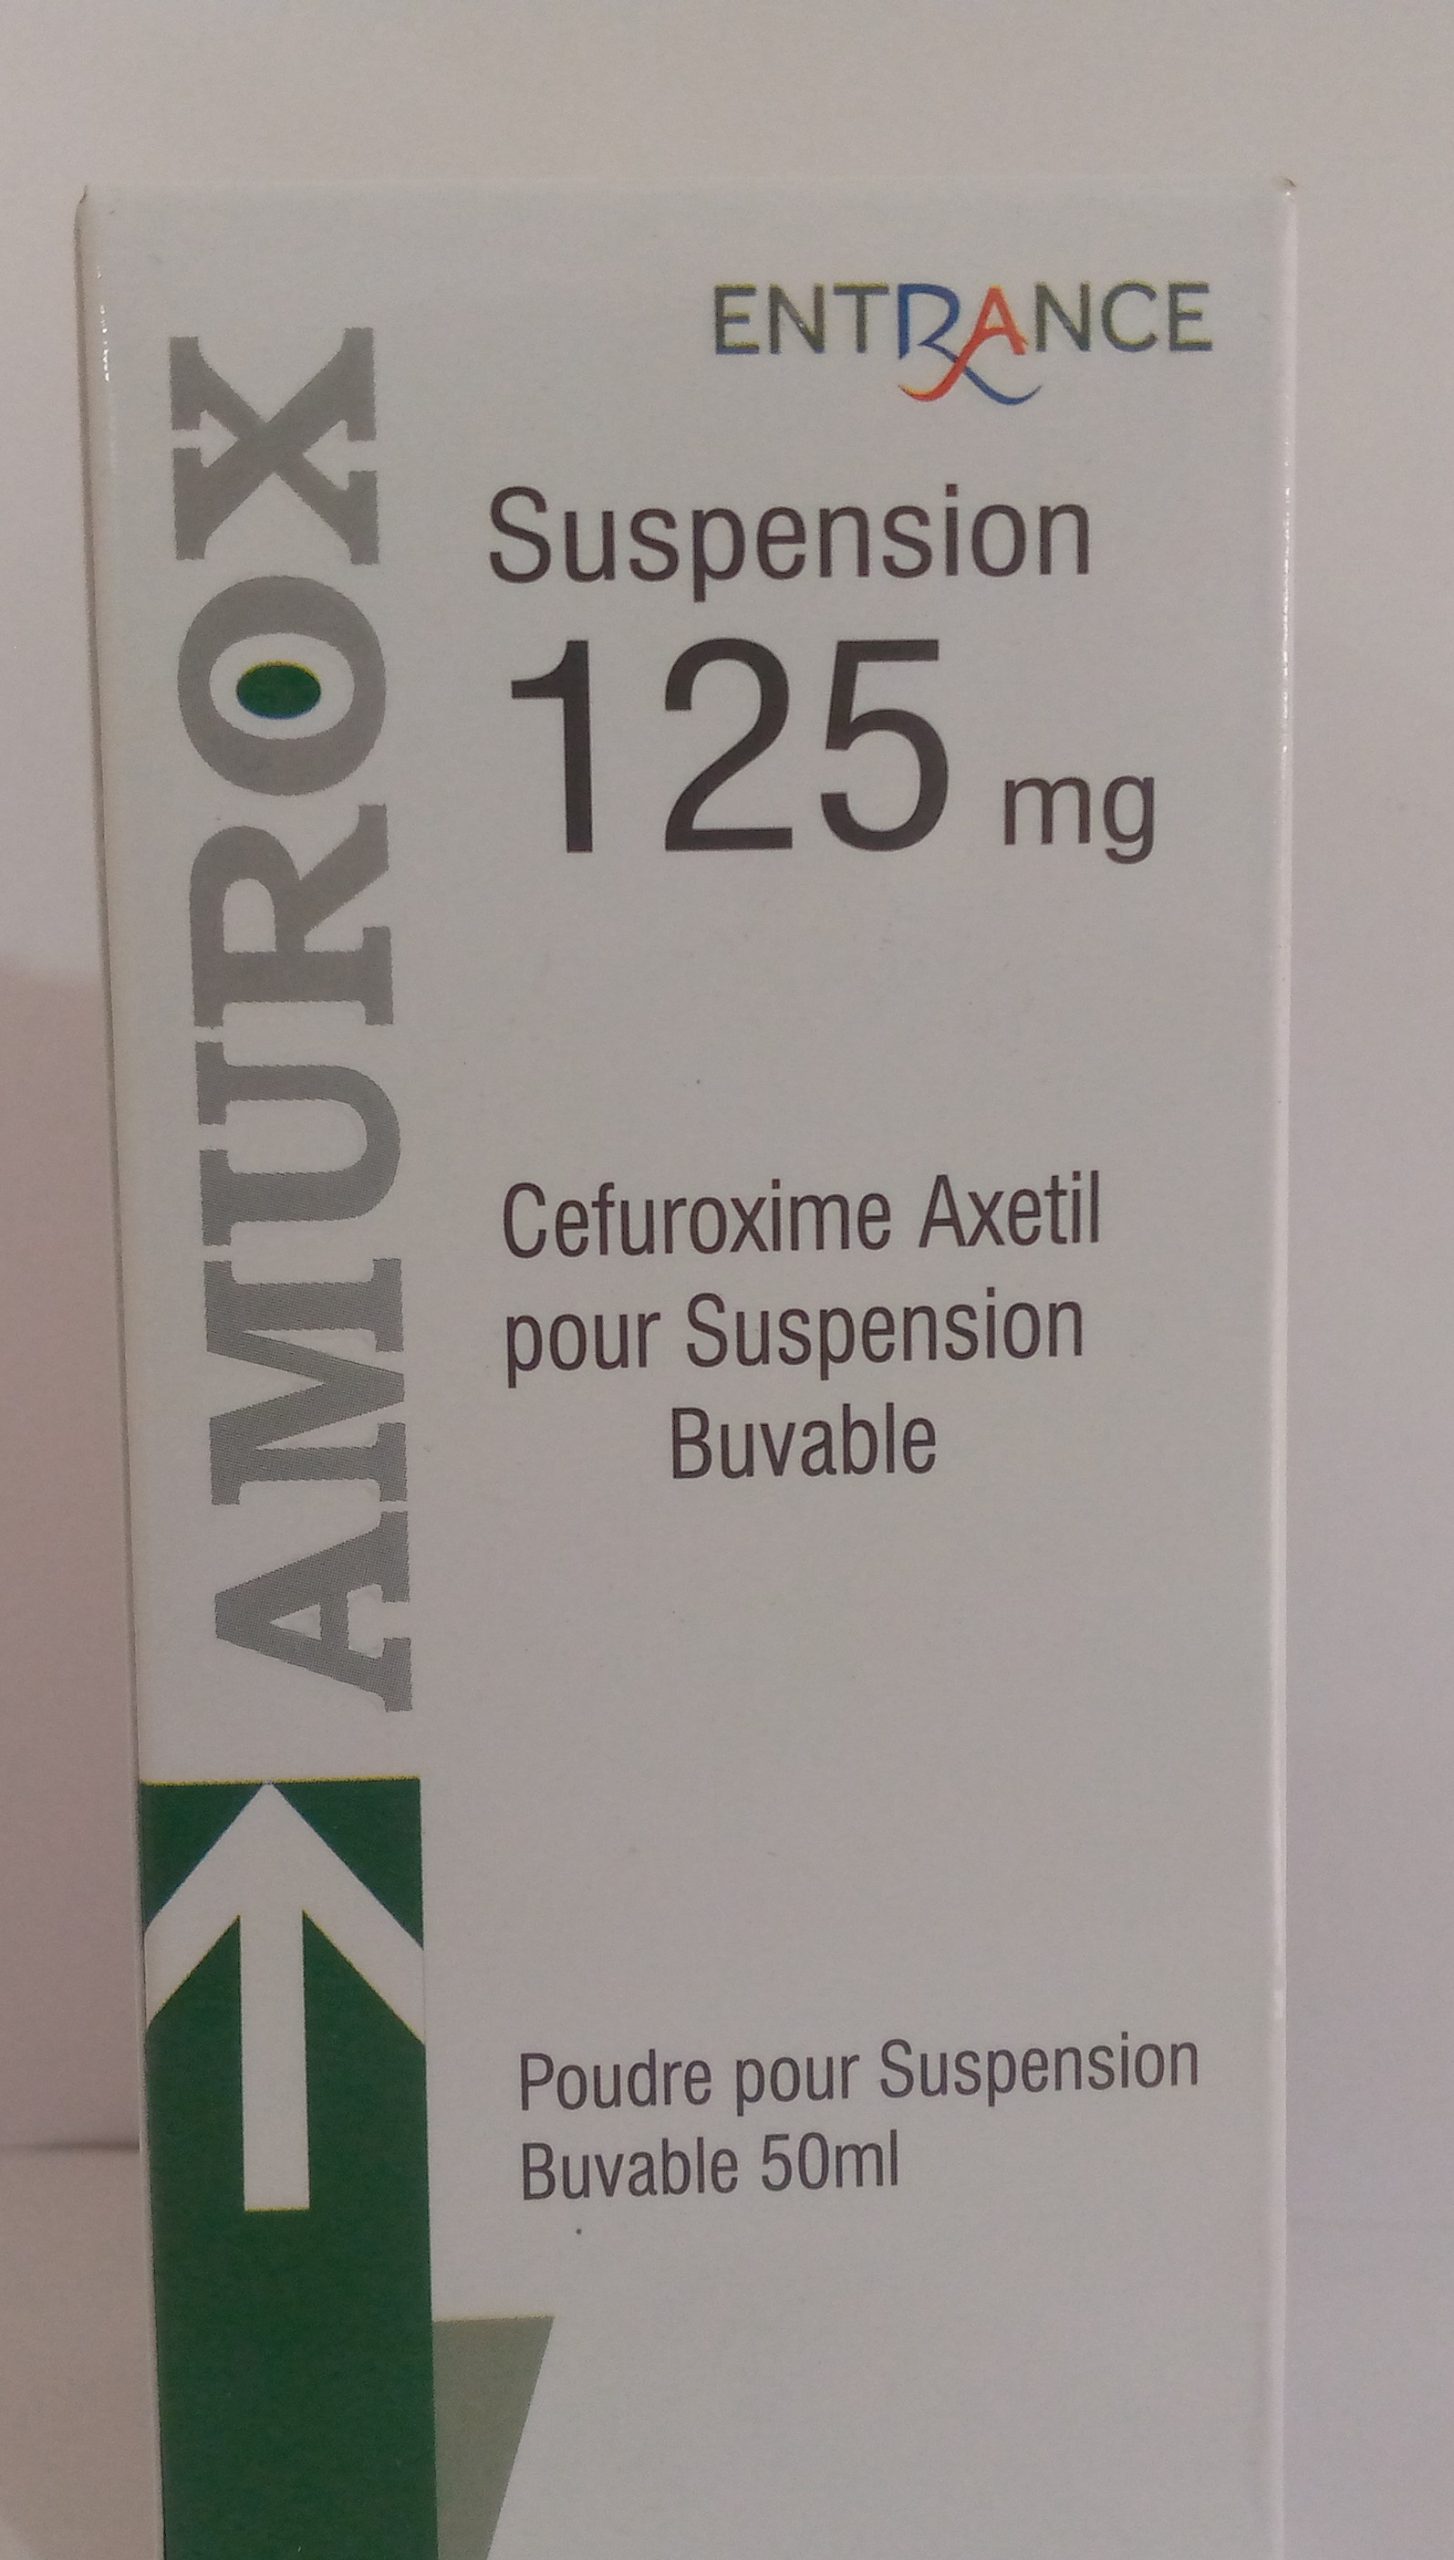 ENTRANCE
AMUROX
Suspension
125 mg
Cefuroxime Axetil
pour Suspension
Buvable
Poudre pour Suspension
Buvable 50ml